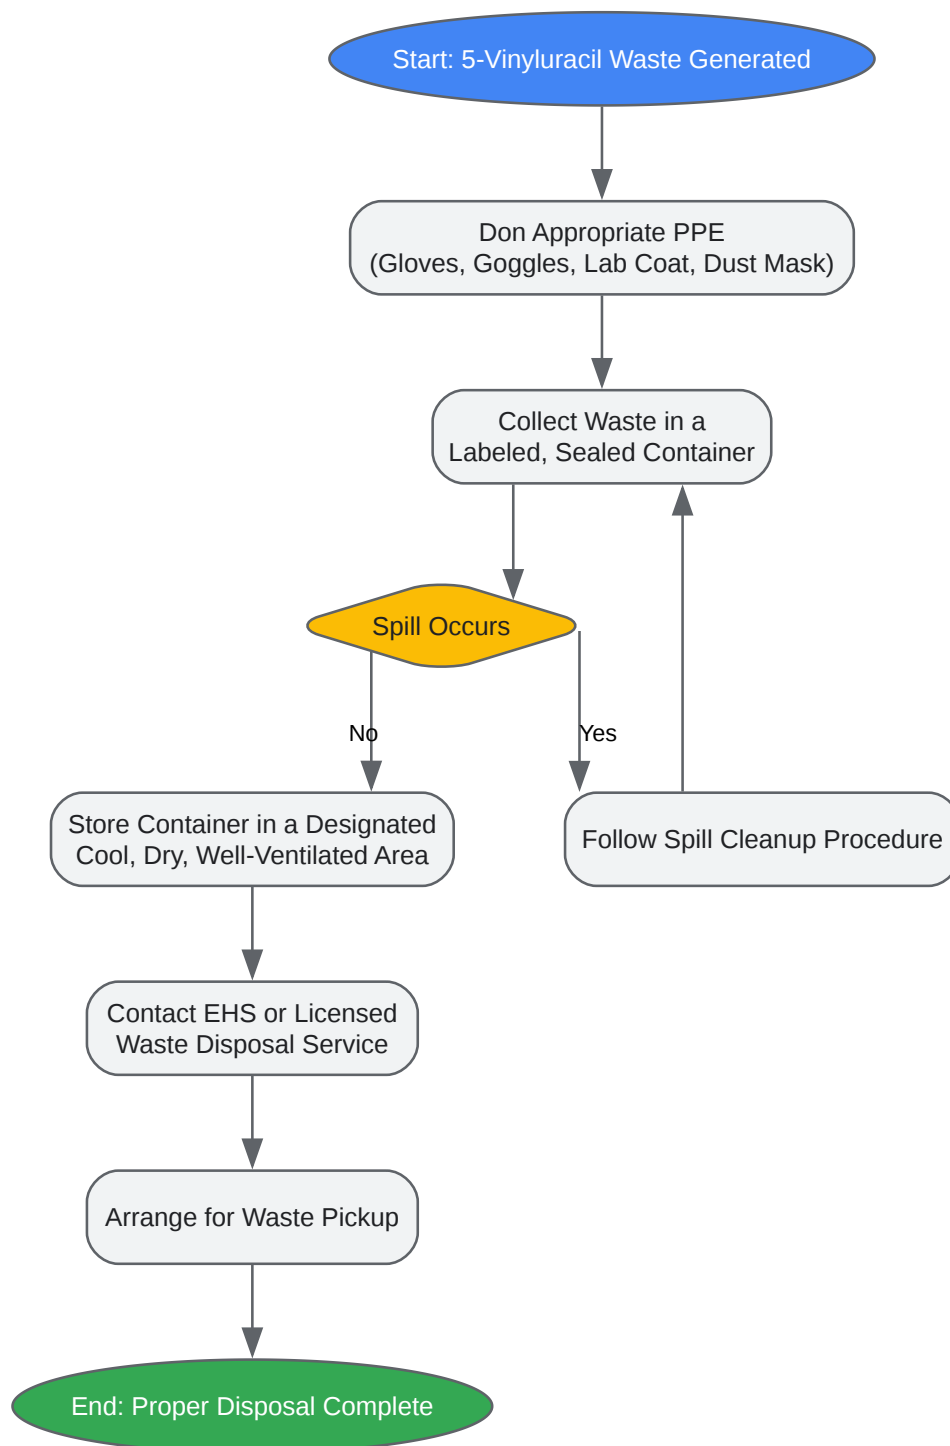 Start: 5-Vinyluracil Waste Generated
Don Appropriate PPE
(Gloves, Goggles, Lab Coat, Dust Mask)
Collect Waste in a
Labeled, Sealed Container
Spill Occurs
No
Yes
Store Container in a Designated
Cool, Dry, Well-Ventilated Area
Follow Spill Cleanup Procedure
Contact EHS or Licensed
Waste Disposal Service
Arrange for Waste Pickup
End: Proper Disposal Complete